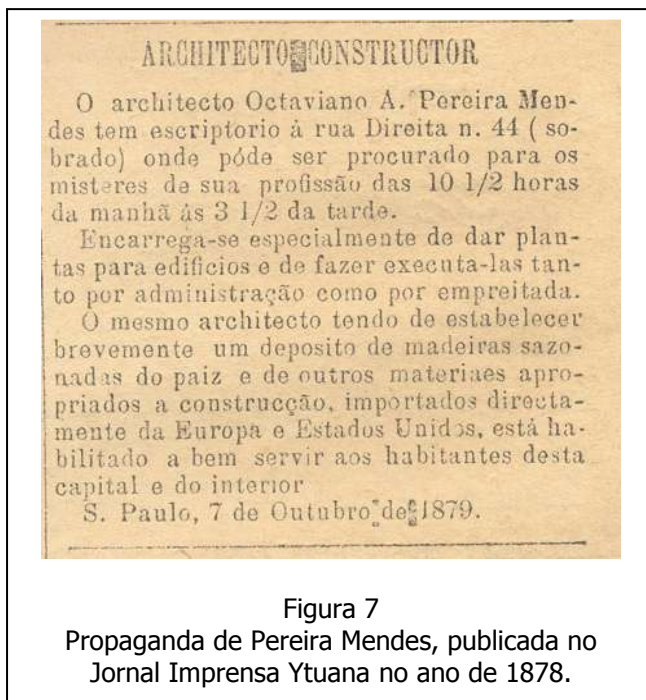 ARCHITECTO CONSTRUCTOR
O architecto Octaviano A. Pereira Men-
des tem escriptorio á rua Direita n. 44 ( so-
brado) onde póde ser procurado para os
misteres de sua profissão das 10 1/2 horas
da manhã ás 3 1/2 da tarde.
Encarrega-se especialmente de dar plan-
tas para edificios e de fazer executa-las tan-
to por administração como por empreitada.
O mesmo architecto tendo de estabelecer
brevemente um deposito de madeiras sazo-
nadas do paiz e de outros materiaes apro-
priados a construcção, importados directa-
mente da Europa e Estados Unidos, está ha-
bilitado a bem servir aos habitantes desta
capital e do interior
S. Paulo, 7 de Outubro de 1879.
Figura 7
Propaganda de Pereira Mendes, publicada no
Jornal Imprensa Ytuana no ano de 1878.